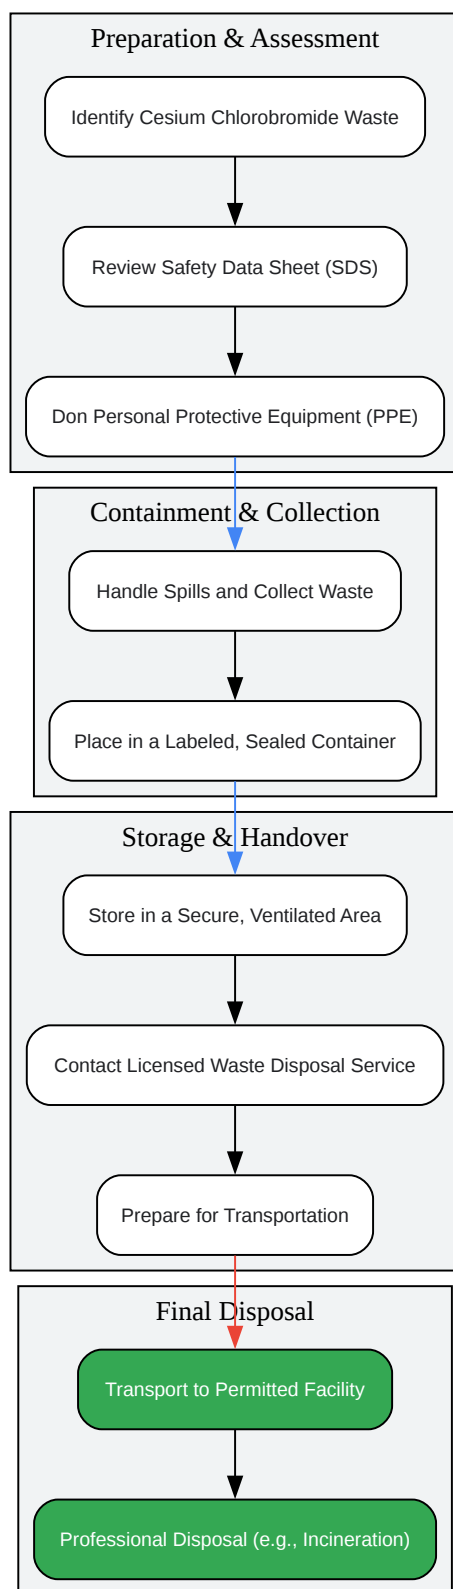 Preparation & Assessment
Identify Cesium Chlorobromide Waste
Review Safety Data Sheet (SDS)
Don Personal Protective Equipment (PPE)
Containment & Collection
Handle Spills and Collect Waste
Place in a Labeled, Sealed Container
Storage & Handover
Store in a Secure, Ventilated Area
Contact Licensed Waste Disposal Service
Prepare for Transportation
Final Disposal
Transport to Permitted Facility
Professional Disposal (e.g., Incineration)